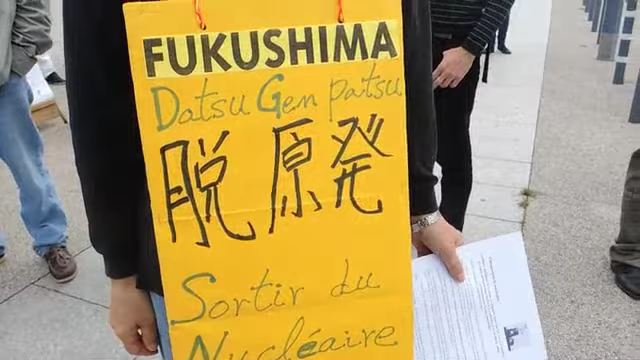 FUKUSHIMA
Datsu Gen patsu
脱原発
Sortir du
Nucléaire